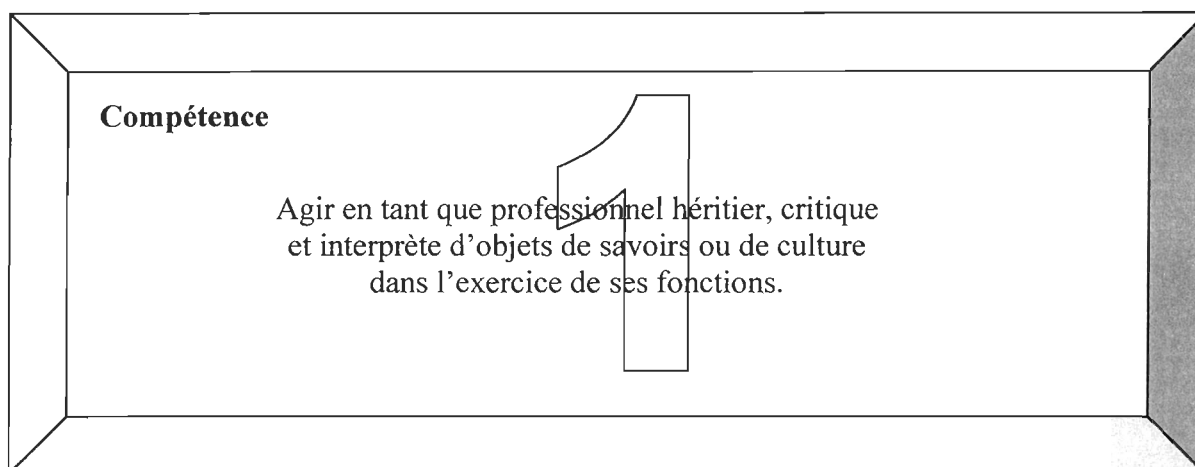 Compétence
1
Agir en tant que professionnel héritier, critique
et interprète d'objets de savoirs ou de culture
dans l'exercice de ses fonctions.